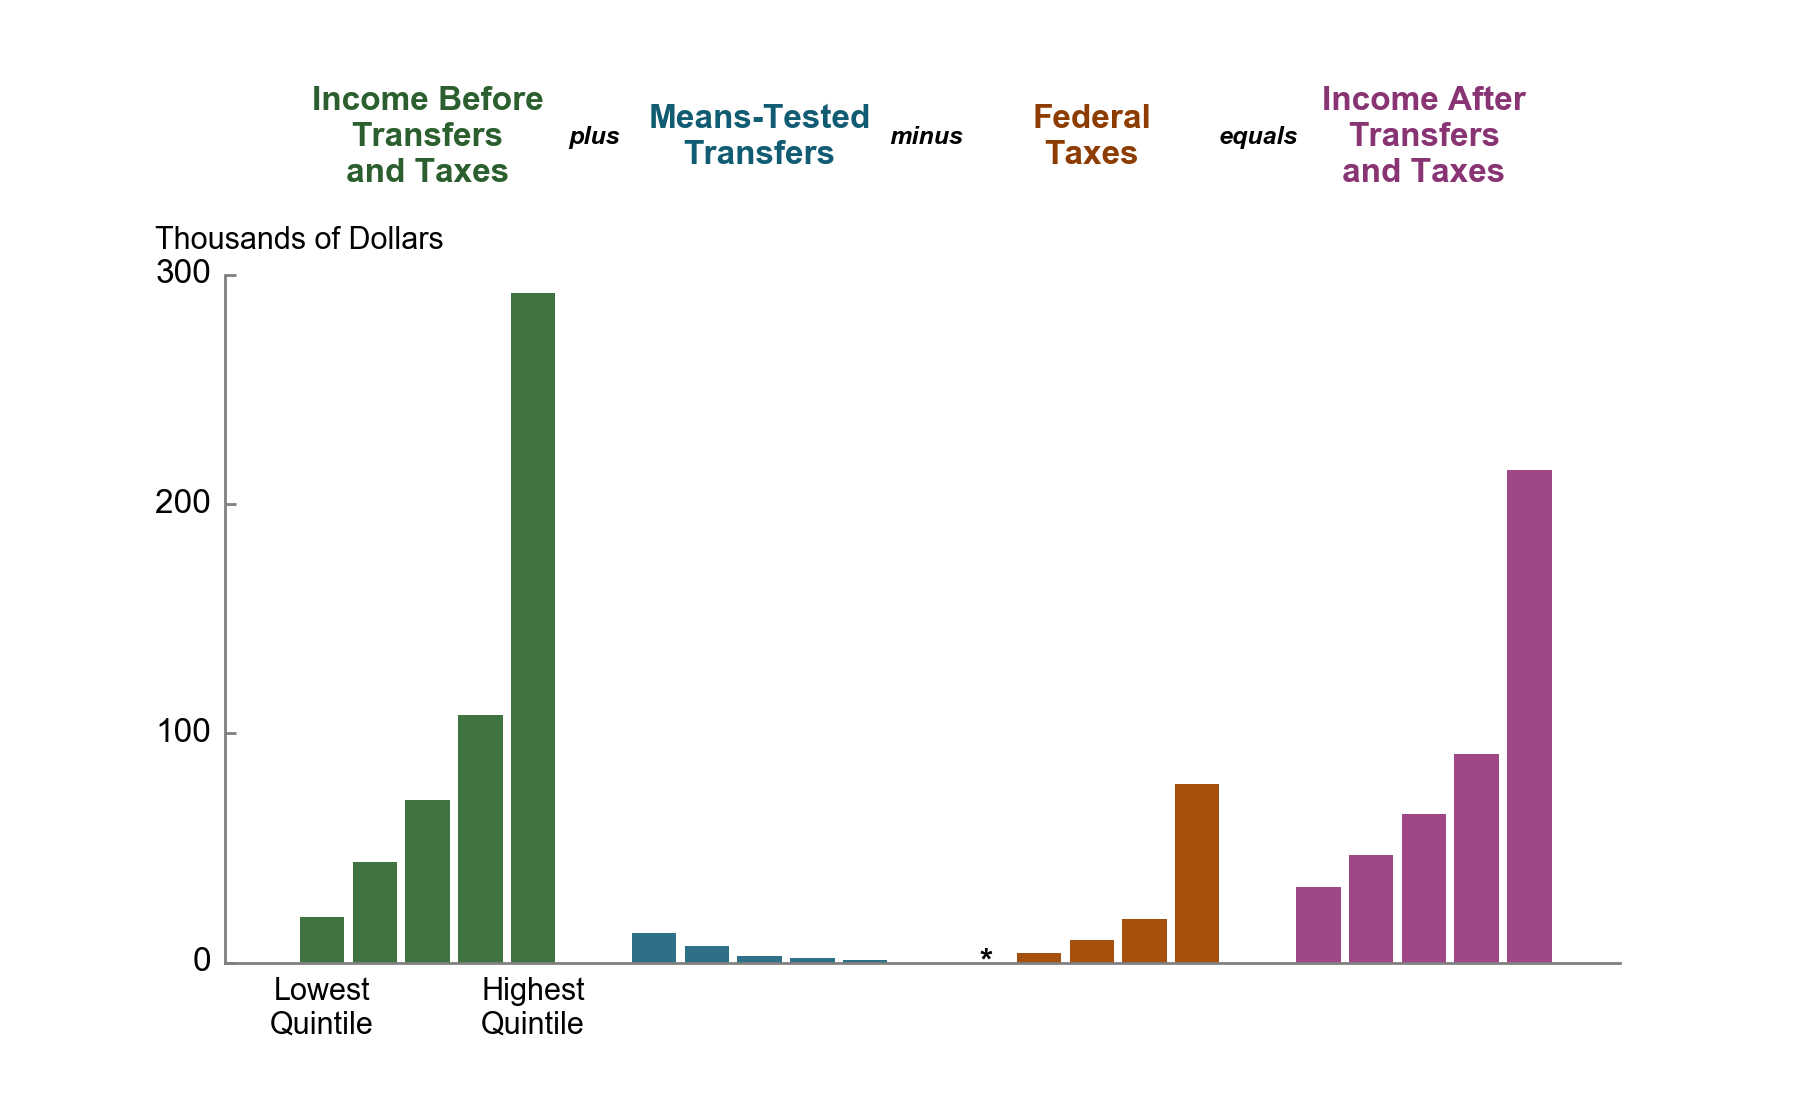 Income Before
Transfers
and Taxes
plus
Means-Tested
Transfers
minus
Federal
Taxes
equals
Income After
Transfers
and Taxes
Thousands of Dollars
300
200
100
0
*
Lowest
Quintile
Highest
Quintile